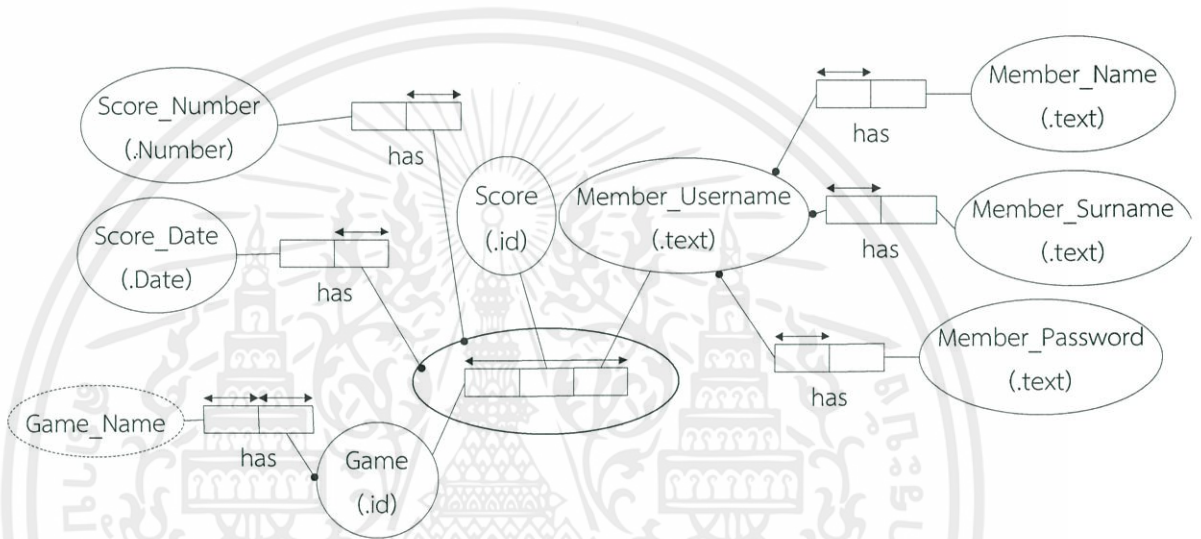 Score_Number
(.Number)
has
Score_Date
(.Date)
has
Game_Name
has
Game
(.id)
Score
(.id)
Member_Username
(.text)
has
Member_Name
(.text)
has
Member_Surname
(.text)
has
Member_Password
(.text)